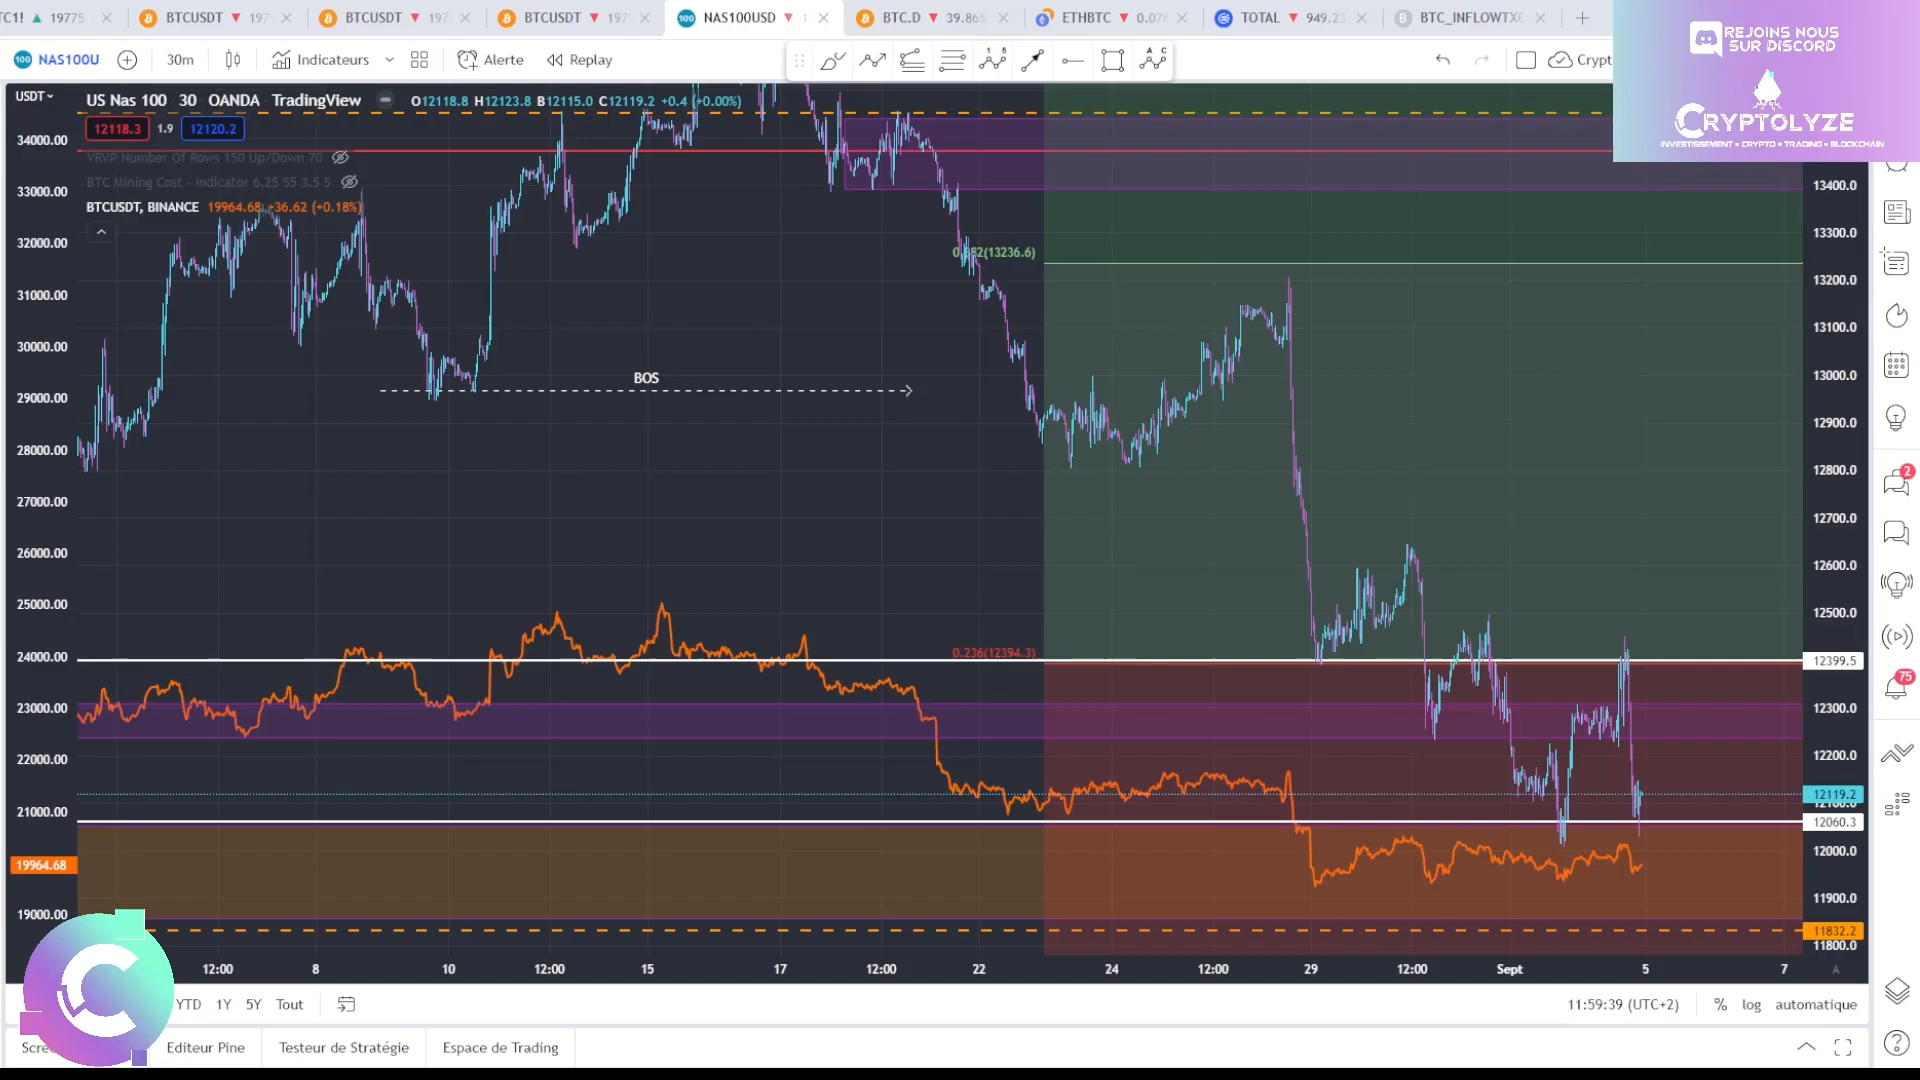 C1! 19775
BTCUSDT
BTCUSDT
BTCUSDT
NAS100USD
BTC.D 39.86%
ETHBTC 0.078
TOTAL 949.23
BTC_INFLOWTXC
REJOINS NOUS
SUR DISCORD
CRYPTOLYZE
INVESTISSEMENT • CRYPTO • TRADING • BLOCKCHAIN
NAS100U
30m
Indicateurs
Alerte
Replay
Crypt
USDT
US Nas 100 30 OANDA TradingView
O12118.8 H12123.8 B12115.0 C12119.2 +0.4 (+0.00%)
12118.3 1.9 12120.2
VRVP Number Of Rows 150 Up/Down 70
BTC Mining Cost - Indicator 6.25 55 3.5 5
BTCUSDT, BINANCE 19964.68 +36.62 (+0.18%)
34000.00
33000.00
32000.00
31000.00
30000.00
29000.00
28000.00
27000.00
26000.00
25000.00
24000.00
23000.00
22000.00
21000.00
19964.68
19000.00
BOS
0.382(13236.6)
0.236(12394.3)
13400.0
13300.0
13200.0
13100.0
13000.0
12900.0
12800.0
12700.0
12600.0
12500.0
12399.5
12300.0
12200.0
12119.2
12100.0
12060.3
12000.0
11900.0
11832.2
11800.0
2
75
12:00 8 10 12:00 15 17 12:00 22 24 12:00 29 12:00 Sept 5 7 A
YTD 1Y 5Y Tout
11:59:39 (UTC+2) % log automatique
Scre
Editeur Pine
Testeur de Stratégie
Espace de Trading